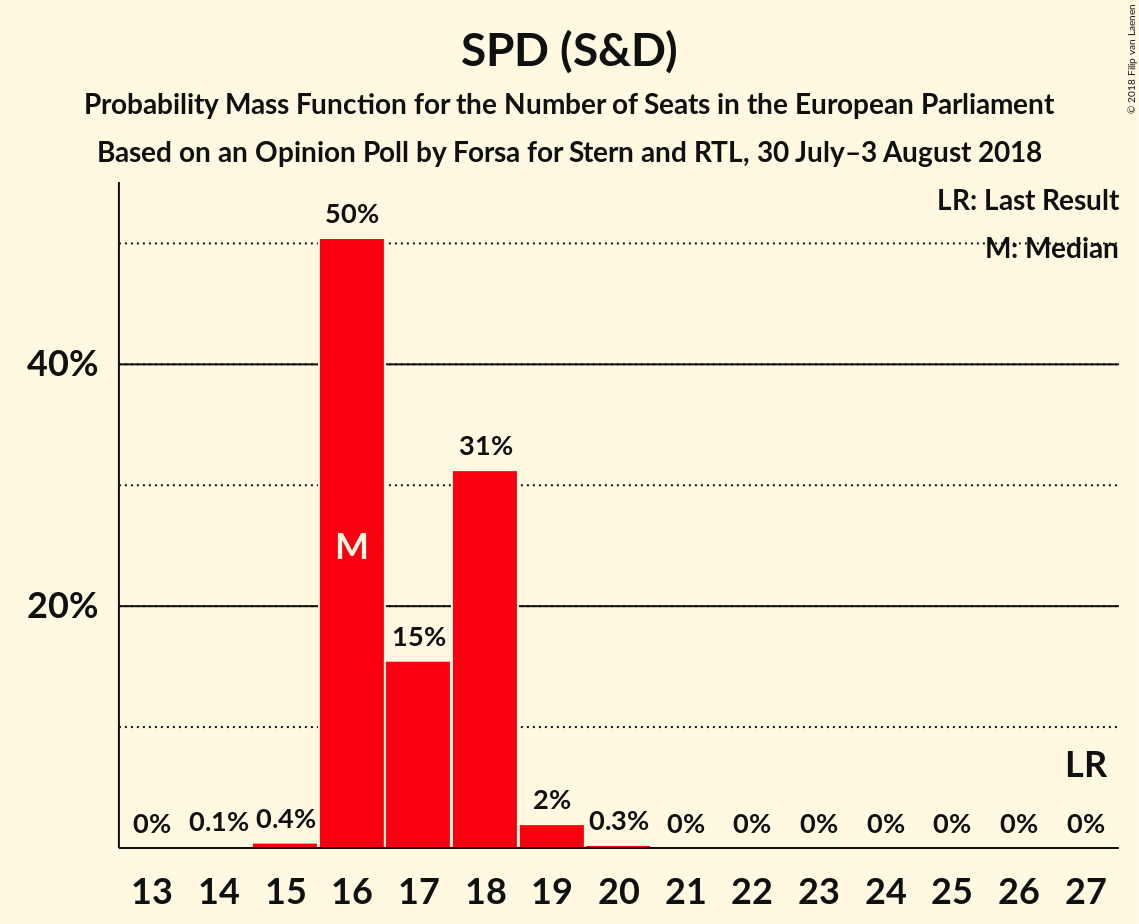 SPD (S&D)
Probability Mass Function for the Number of Seats in the European Parliament
Based on an Opinion Poll by Forsa for Stern and RTL, 30 July–3 August 2018
© 2018 Filip van Laenen
LR: Last Result
M: Median
50%
40%
31%
M
20%
15%
LR
0% 0.1% 0.4% 2% 0.3% 0% 0% 0% 0% 0% 0% 0%
13 14 15 16 17 18 19 20 21 22 23 24 25 26 27